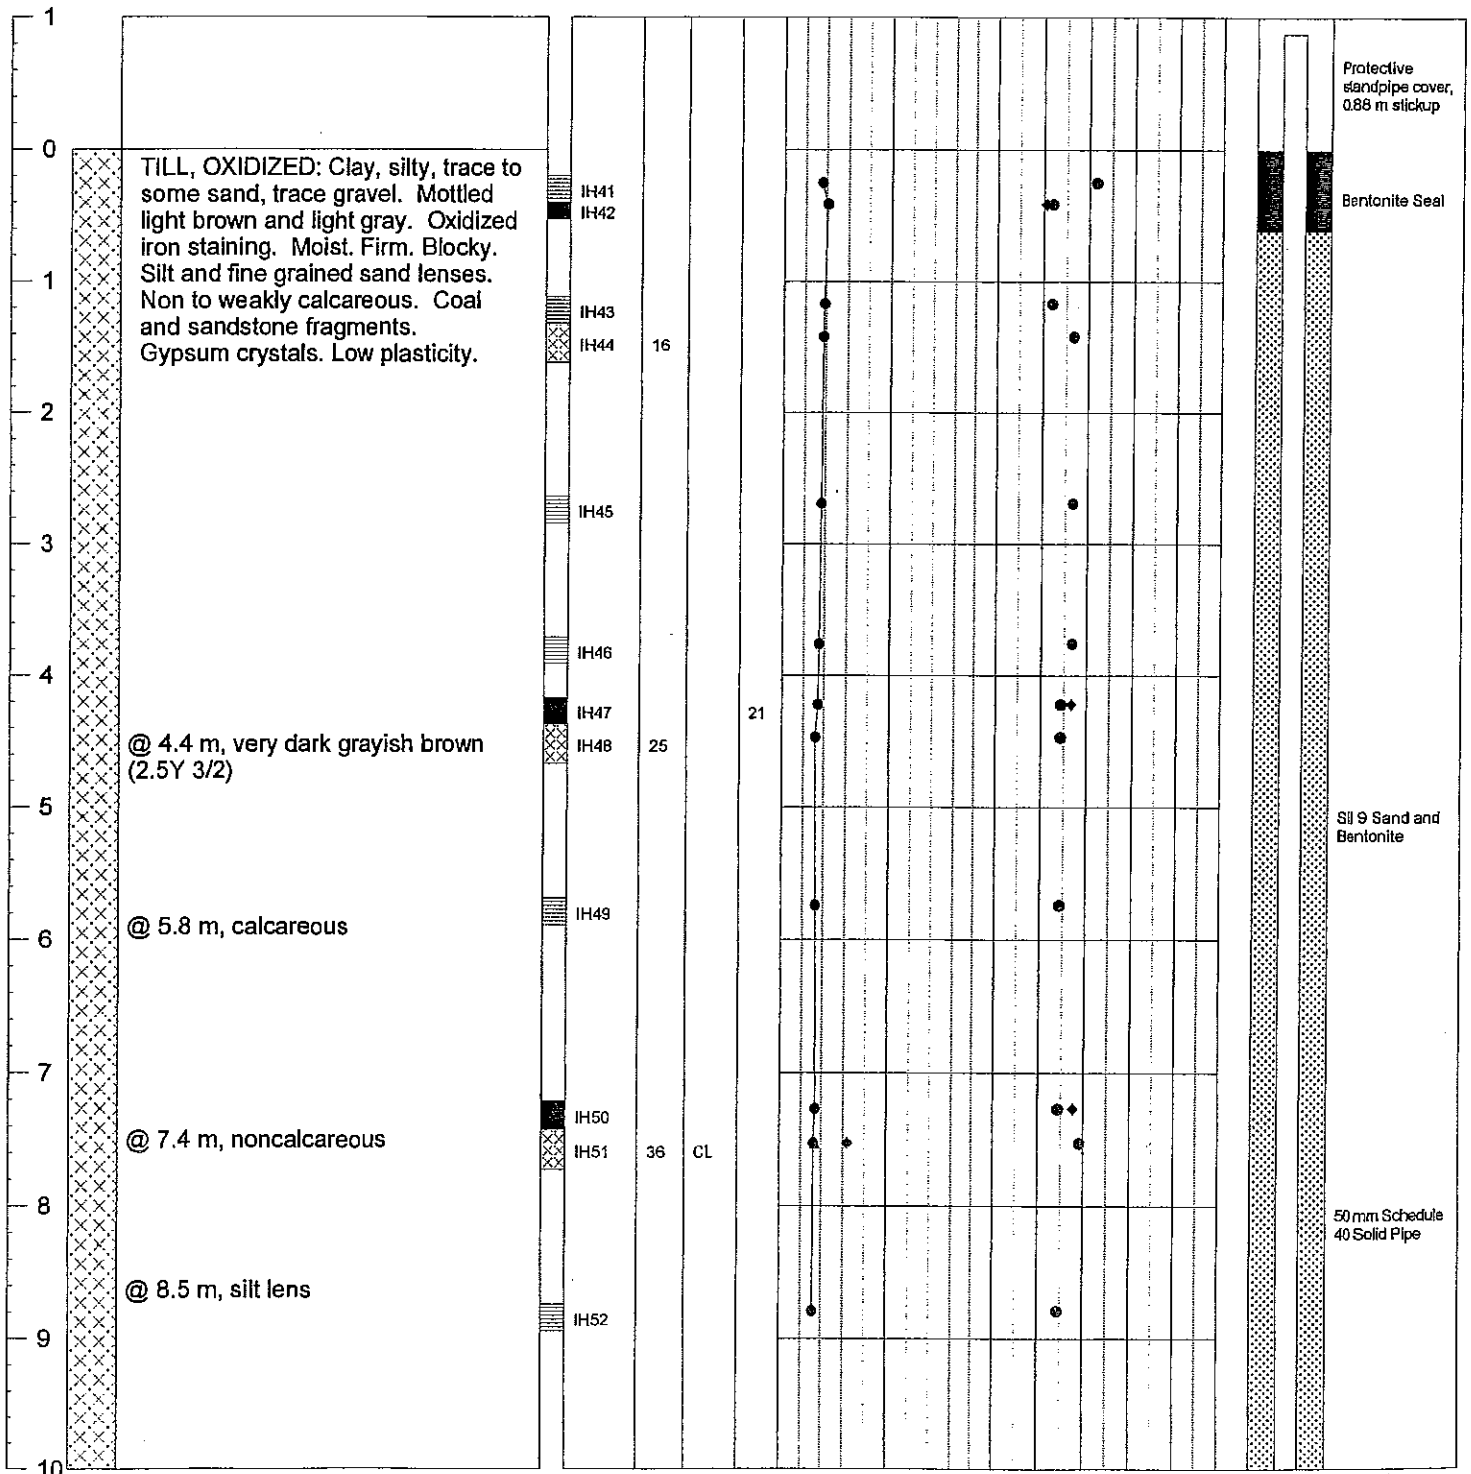 1
Protective
standpipe cover,
0.88 m stickup
0
TILL, OXIDIZED: Clay, silty, trace to
some sand, trace gravel. Mottled
light brown and light gray. Oxidized
iron staining. Moist. Firm. Blocky.
Silt and fine grained sand lenses.
Non to weakly calcareous. Coal
and sandstone fragments.
Gypsum crystals. Low plasticity.
IH41
IH42
Bentonite Seal
1
IH43
IH44 16
2
IH45
3
IH46
4
IH47 21
@ 4.4 m, very dark grayish brown
(2.5Y 3/2)
IH48 25
5
Sil 9 Sand and
Bentonite
@ 5.8 m, calcareous
IH49
6
7
IH50
@ 7.4 m, noncalcareous
IH51 36 CL
8
50 mm Schedule
40 Solid Pipe
@ 8.5 m, silt lens
IH52
9
10